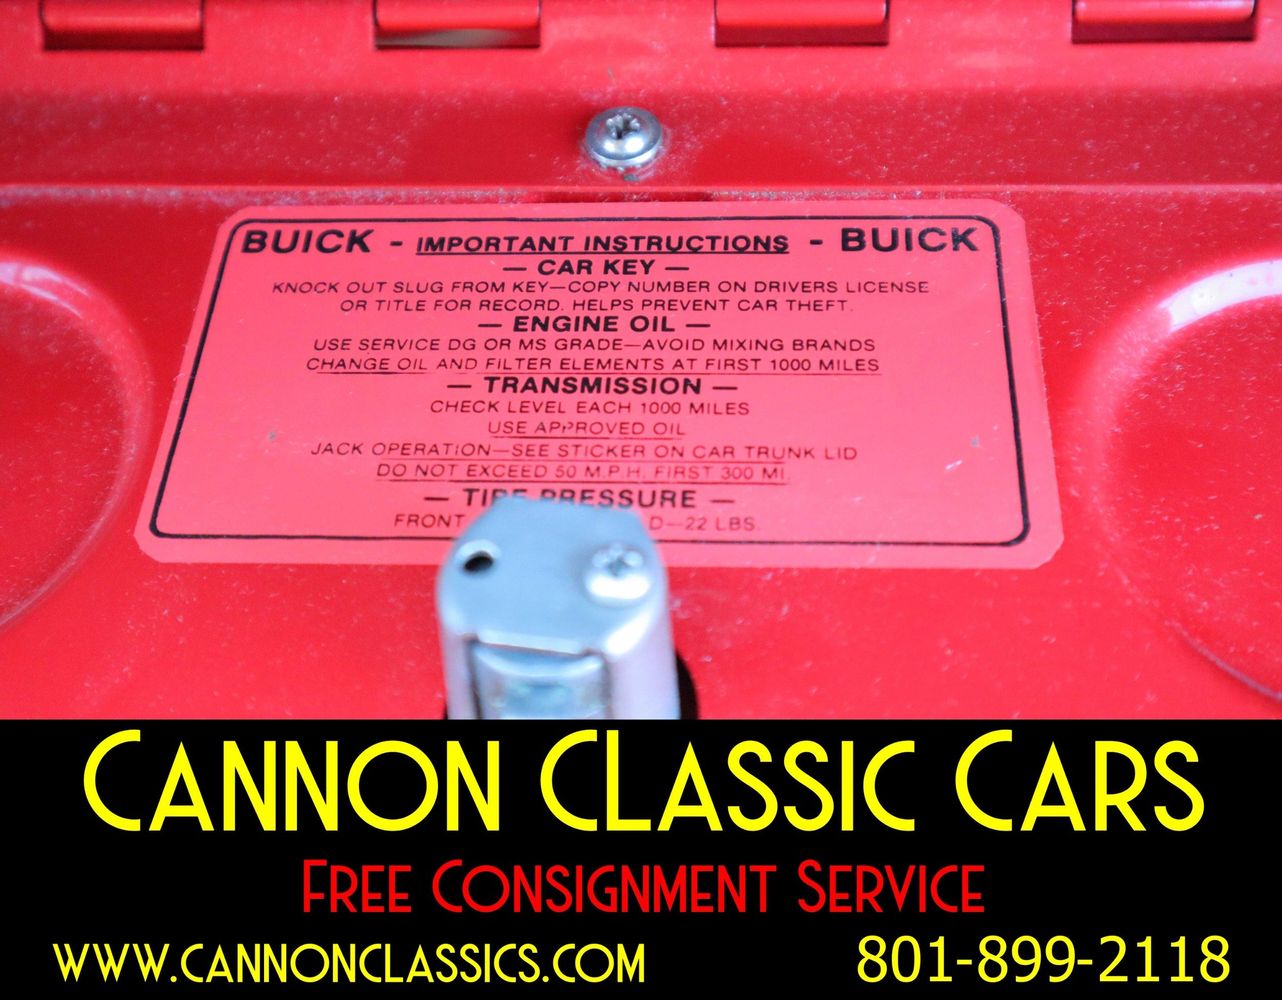 BUICK - IMPORTANT INSTRUCTIONS - BUICK
— CAR KEY —
KNOCK OUT SLUG FROM KEY—COPY NUMBER ON DRIVERS LICENSE
OR TITLE FOR RECORD. HELPS PREVENT CAR THEFT.
— ENGINE OIL —
USE SERVICE DG OR MS GRADE—AVOID MIXING BRANDS
CHANGE OIL AND FILTER ELEMENTS AT FIRST 1000 MILES
— TRANSMISSION —
CHECK LEVEL EACH 1000 MILES
USE APPROVED OIL
JACK OPERATION—SEE STICKER ON CAR TRUNK LID
DO NOT EXCEED 50 M.P.H. FIRST 300 MI.
— TIRE PRESSURE —
FRONT D—22 LBS.
CANNON CLASSIC CARS
FREE CONSIGNMENT SERVICE
WWW.CANNONCLASSICS.COM 801-899-2118